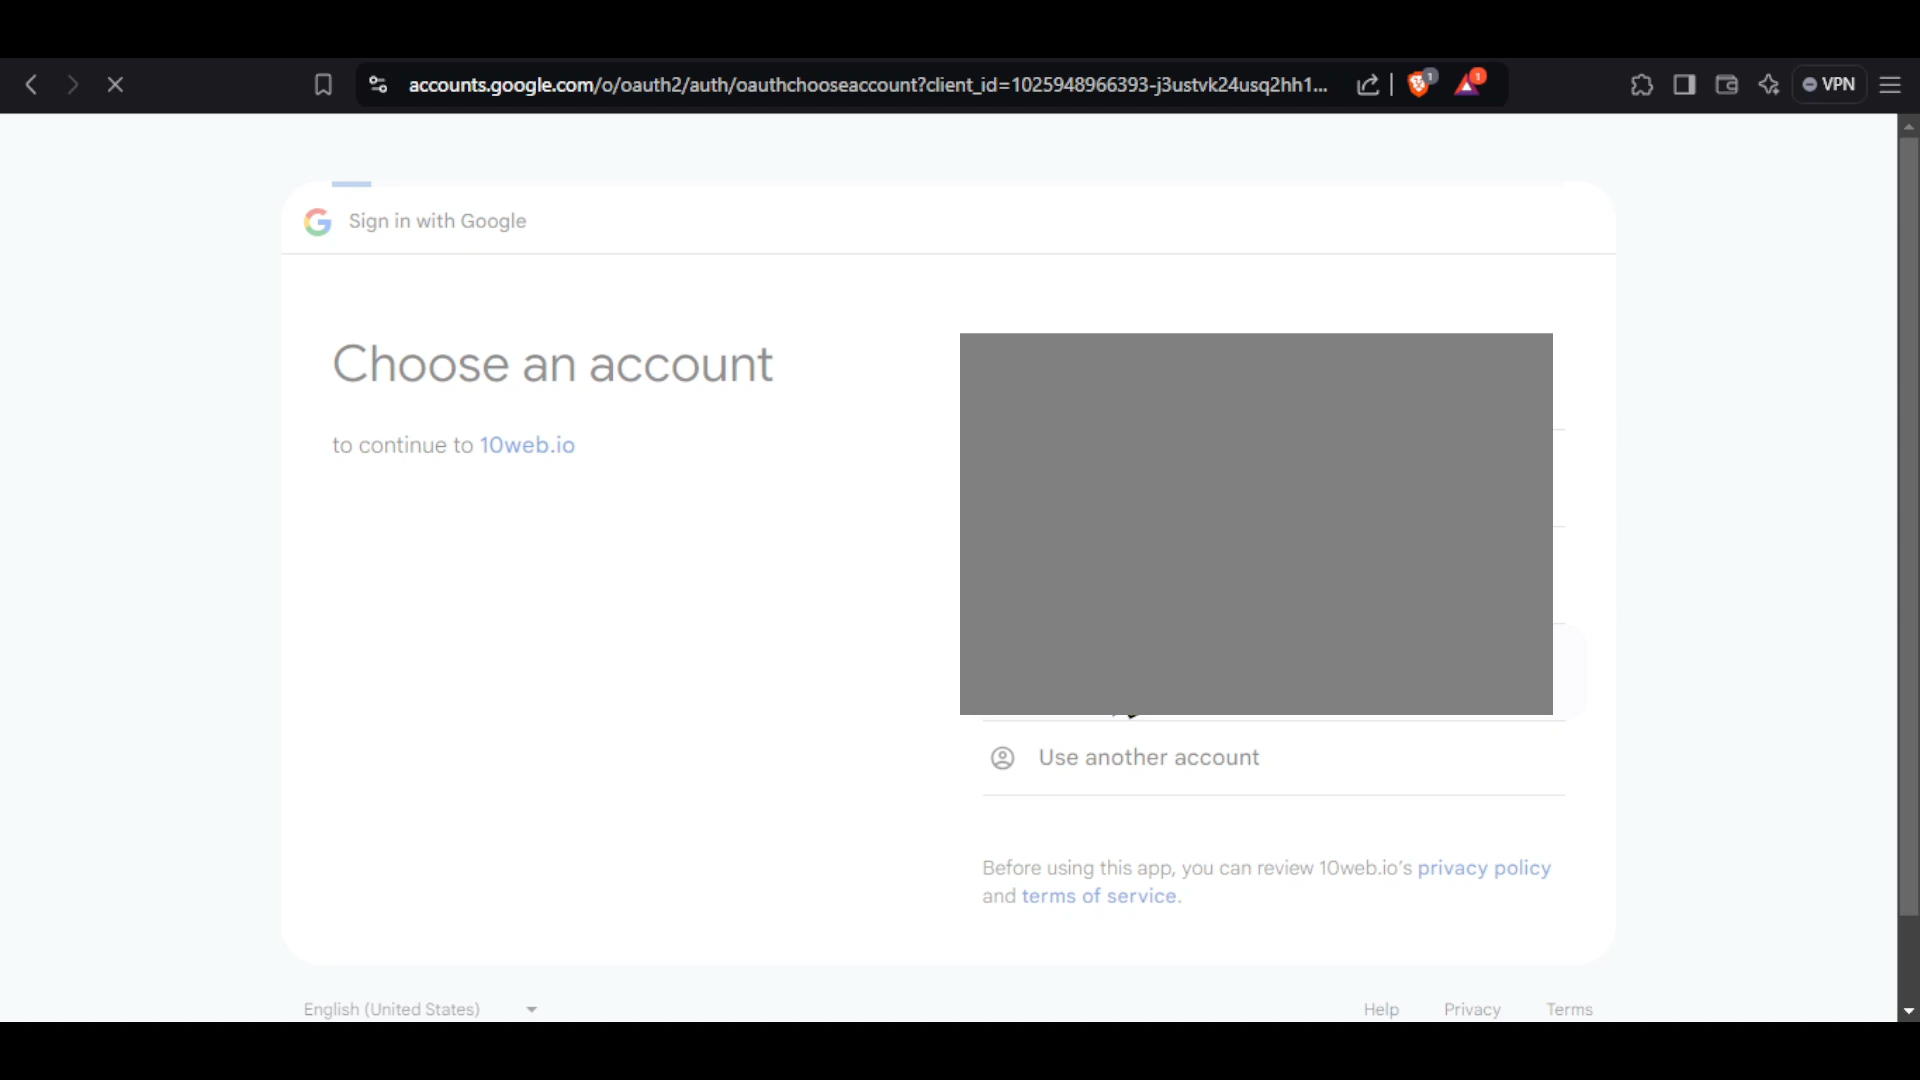 accounts.google.com/o/oauth2/auth/oauthchooseaccount?client_id=1025948966393-j3ustvk24usq2hh1...
1
1
VPN
Sign in with Google
Choose an account
to continue to 10web.io
Use another account
Before using this app, you can review 10web.io's privacy policy
and terms of service.
English (United States)
Help
Privacy
Terms